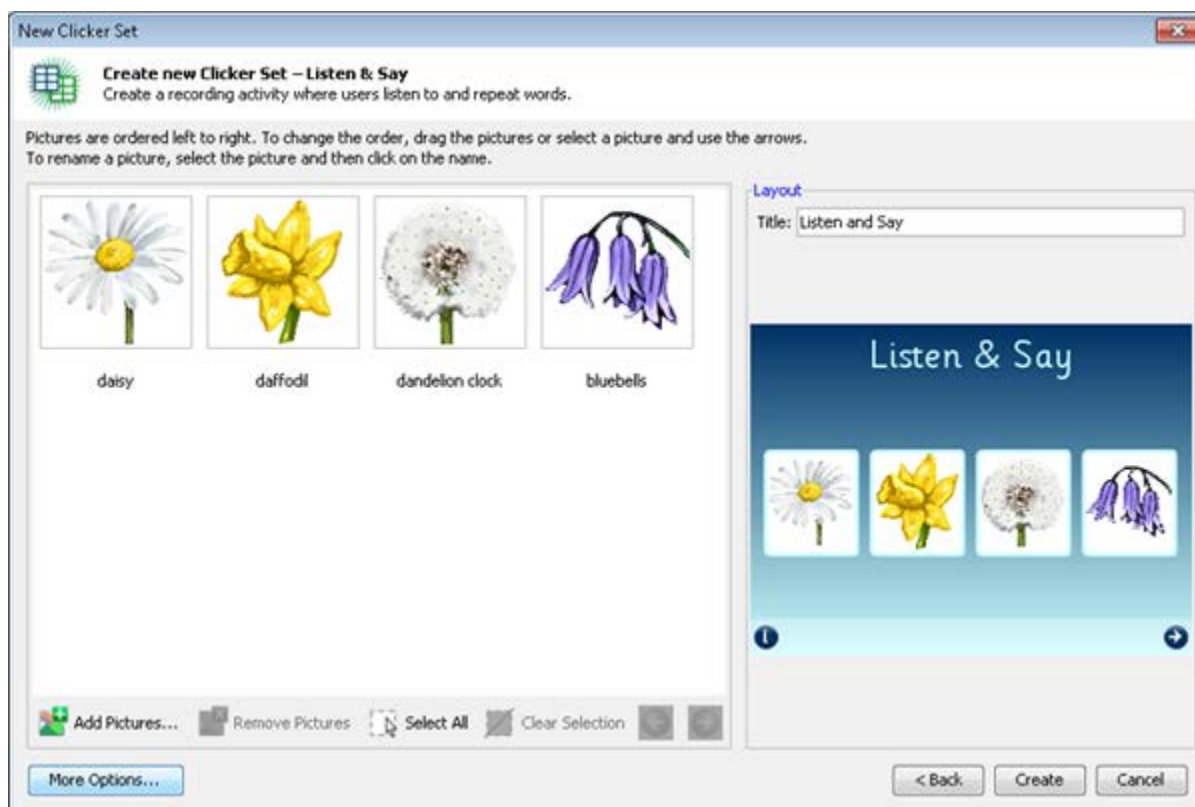 New Clicker Set
Create new Clicker Set – Listen & Say
Create a recording activity where users listen to and repeat words.
Pictures are ordered left to right. To change the order, drag the pictures or select a picture and use the arrows.
To rename a picture, select the picture and then click on the name.
daisy
daffodil
dandelion clock
bluebells
Layout
Title: Listen and Say
Listen & Say
i
Add Pictures...
Remove Pictures
Select All
Clear Selection
More Options...
< Back
Create
Cancel